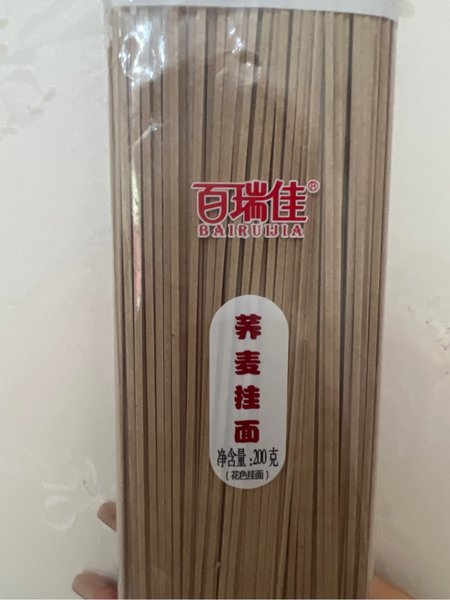 百瑞佳®
BAIRUIJIA
荞麦挂面
净含量:200克
(花色挂面)